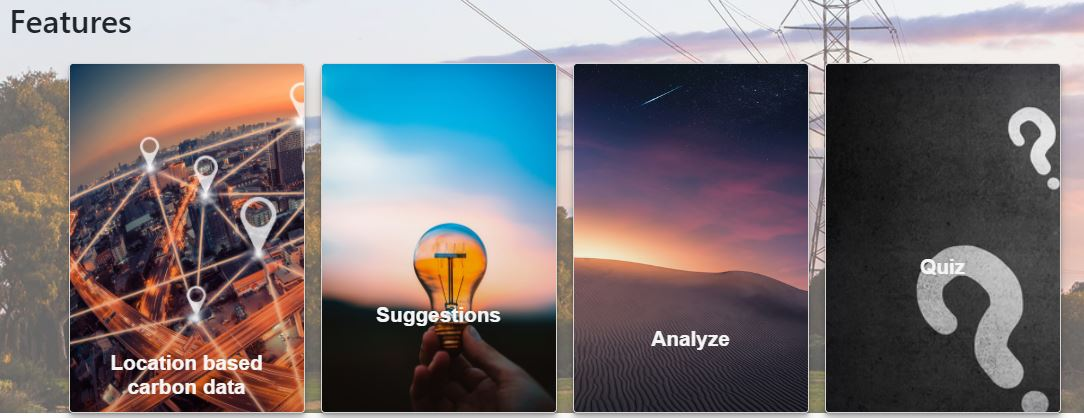 Features
Location based
carbon data
Suggestions
Analyze
Quiz